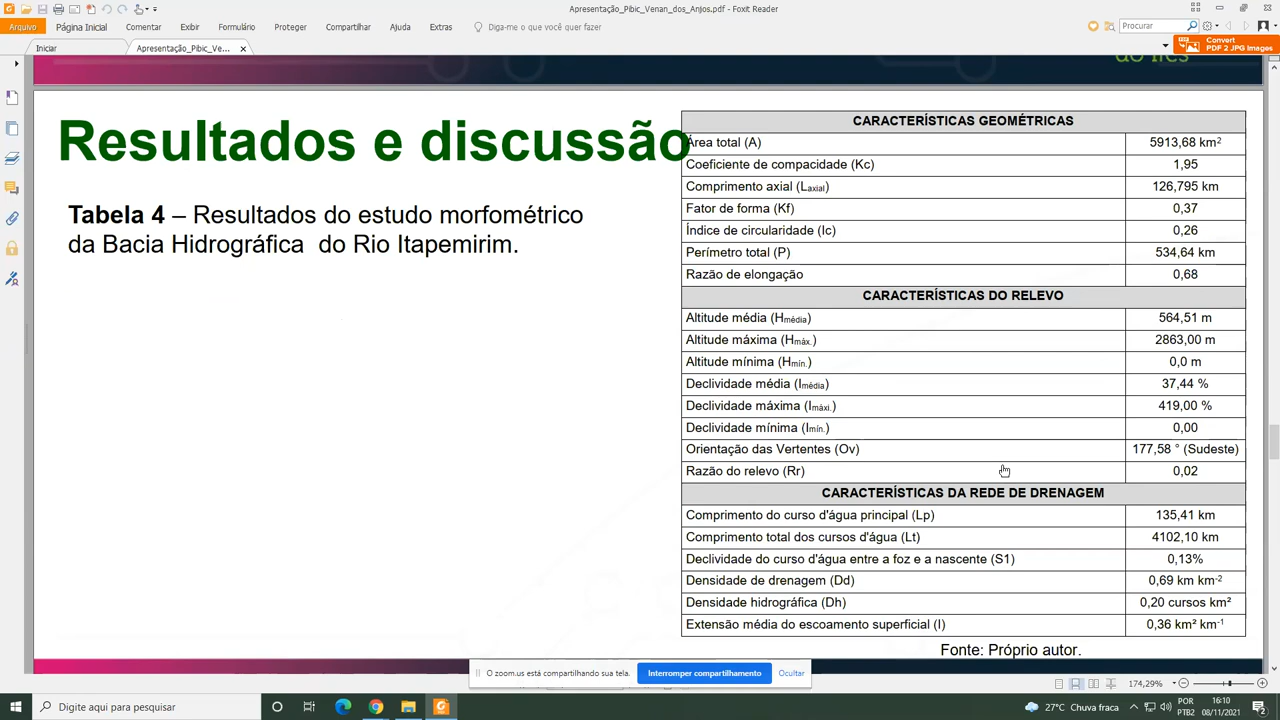 Apresentação_Pibic_Venan_dos_Anjos.pdf - Foxit Reader
Arquivo Página Inicial Comentar Exibir Formulário Proteger Compartilhar Ajuda Extras Diga-me o que você quer fazer Procurar
Iniciar Apresentação_Pibic_Ve... Convert
PDF 2 JPG Images
do Ifes
Resultados e discussão
Tabela 4 – Resultados do estudo morfométrico
da Bacia Hidrográfica do Rio Itapemirim.
CARACTERÍSTICAS GEOMÉTRICAS
Área total (A) 5913,68 km²
Coeficiente de compacidade (Kc) 1,95
Comprimento axial (Laxial) 126,795 km
Fator de forma (Kf) 0,37
Índice de circularidade (Ic) 0,26
Perímetro total (P) 534,64 km
Razão de elongação 0,68
CARACTERÍSTICAS DO RELEVO
Altitude média (Hmédia) 564,51 m
Altitude máxima (Hmáx.) 2863,00 m
Altitude mínima (Hmín.) 0,0 m
Declividade média (Imédia) 37,44 %
Declividade máxima (Imáxi.) 419,00 %
Declividade mínima (Imín.) 0,00
Orientação das Vertentes (Ov) 177,58 ° (Sudeste)
Razão do relevo (Rr) 0,02
CARACTERÍSTICAS DA REDE DE DRENAGEM
Comprimento do curso d'água principal (Lp) 135,41 km
Comprimento total dos cursos d'água (Lt) 4102,10 km
Declividade do curso d'água entre a foz e a nascente (S1) 0,13%
Densidade de drenagem (Dd) 0,69 km km-2
Densidade hidrográfica (Dh) 0,20 cursos km²
Extensão média do escoamento superficial (I) 0,36 km² km-1
Fonte: Próprio autor.
O zoom.us está compartilhando sua tela. Interromper compartilhamento Ocultar
174,29%
Digite aqui para pesquisar 27°C Chuva fraca POR 16:10
PTB2 08/11/2021 2